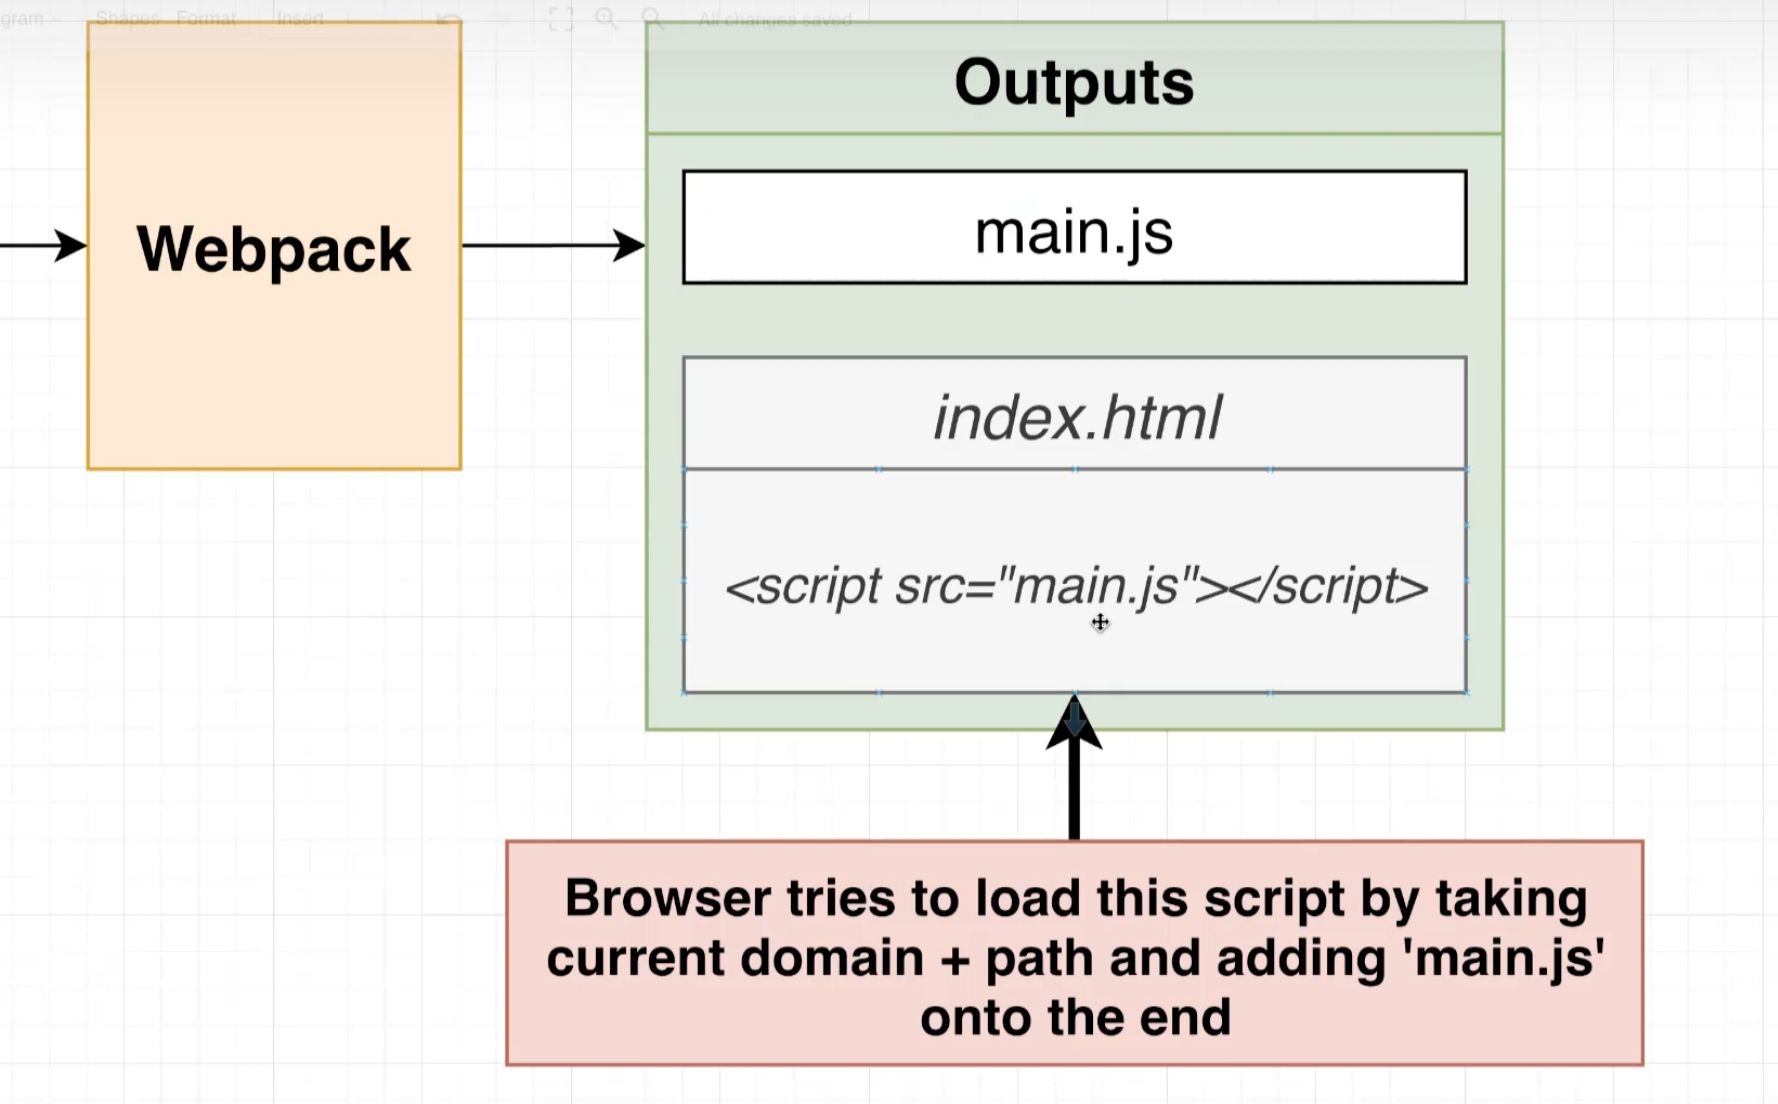 gram Shapes Format Insert All changes saved
Outputs
Webpack
main.js
index.html
<script src="main.js"></script>
Browser tries to load this script by taking
current domain + path and adding 'main.js'
onto the end